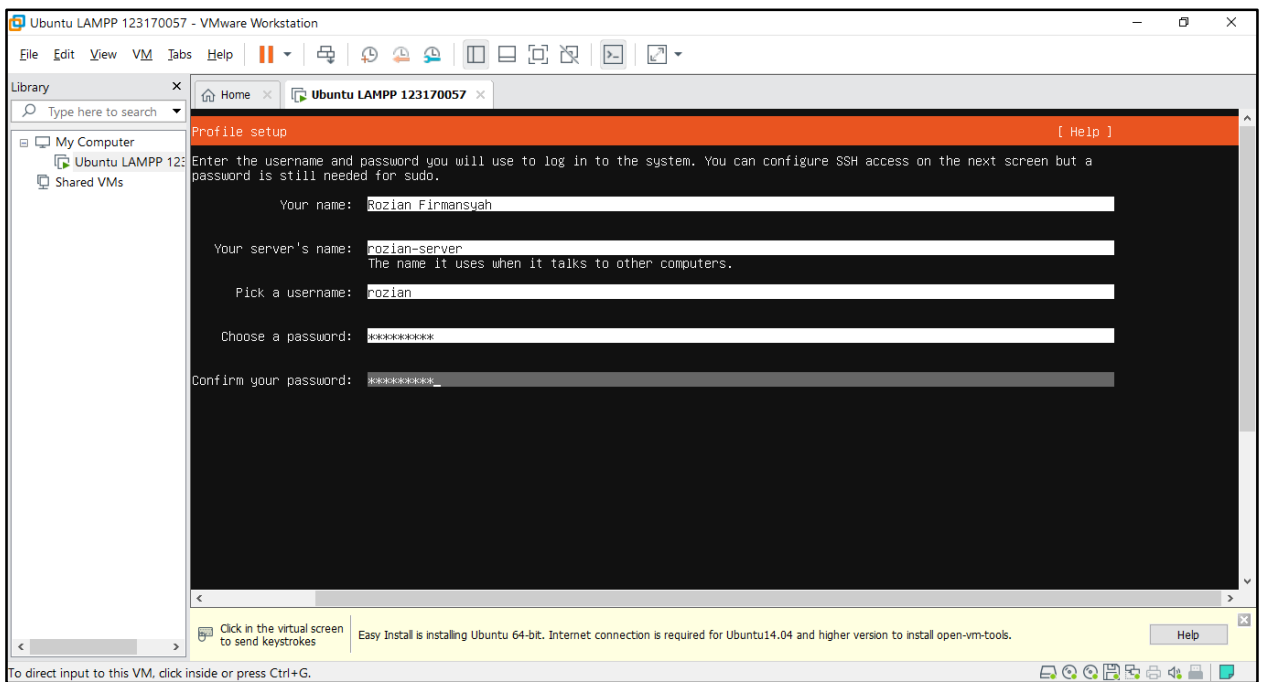 Ubuntu LAMPP 123170057 - VMware Workstation
File Edit View VM Tabs Help
Library
Type here to search
My Computer
Ubuntu LAMPP 123
Shared VMs
Home
Ubuntu LAMPP 123170057
Profile setup [ Help ]
Enter the username and password you will use to log in to the system. You can configure SSH access on the next screen but a
password is still needed for sudo.
Your name: Rozian Firmansyah
Your server's name: rozian-server
The name it uses when it talks to other computers.
Pick a username: rozian
Choose a password: *********
Confirm your password: *********_
Click in the virtual screen
to send keystrokes
Easy Install is installing Ubuntu 64-bit. Internet connection is required for Ubuntu14.04 and higher version to install open-vm-tools.
Help
To direct input to this VM, click inside or press Ctrl+G.